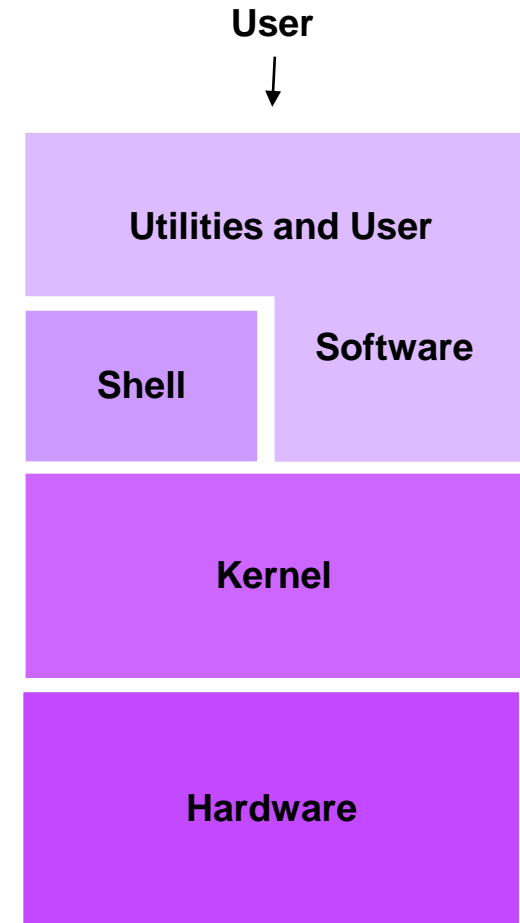 User
Utilities and User
Software
Shell
Kernel
Hardware